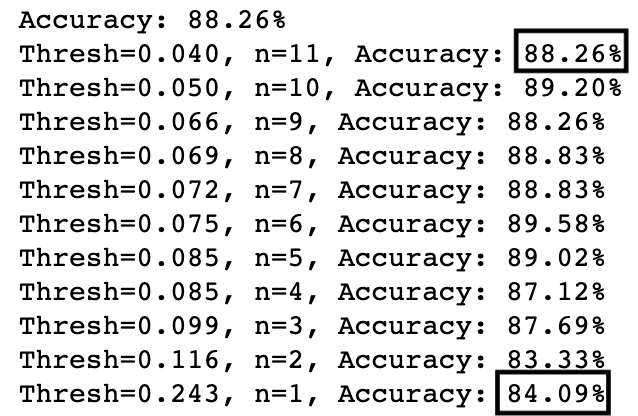 Accuracy: 88.26%
Thresh=0.040, n=11, Accuracy: 88.26%
Thresh=0.050, n=10, Accuracy: 89.20%
Thresh=0.066, n=9, Accuracy: 88.26%
Thresh=0.069, n=8, Accuracy: 88.83%
Thresh=0.072, n=7, Accuracy: 88.83%
Thresh=0.075, n=6, Accuracy: 89.58%
Thresh=0.085, n=5, Accuracy: 89.02%
Thresh=0.085, n=4, Accuracy: 87.12%
Thresh=0.099, n=3, Accuracy: 87.69%
Thresh=0.116, n=2, Accuracy: 83.33%
Thresh=0.243, n=1, Accuracy: 84.09%